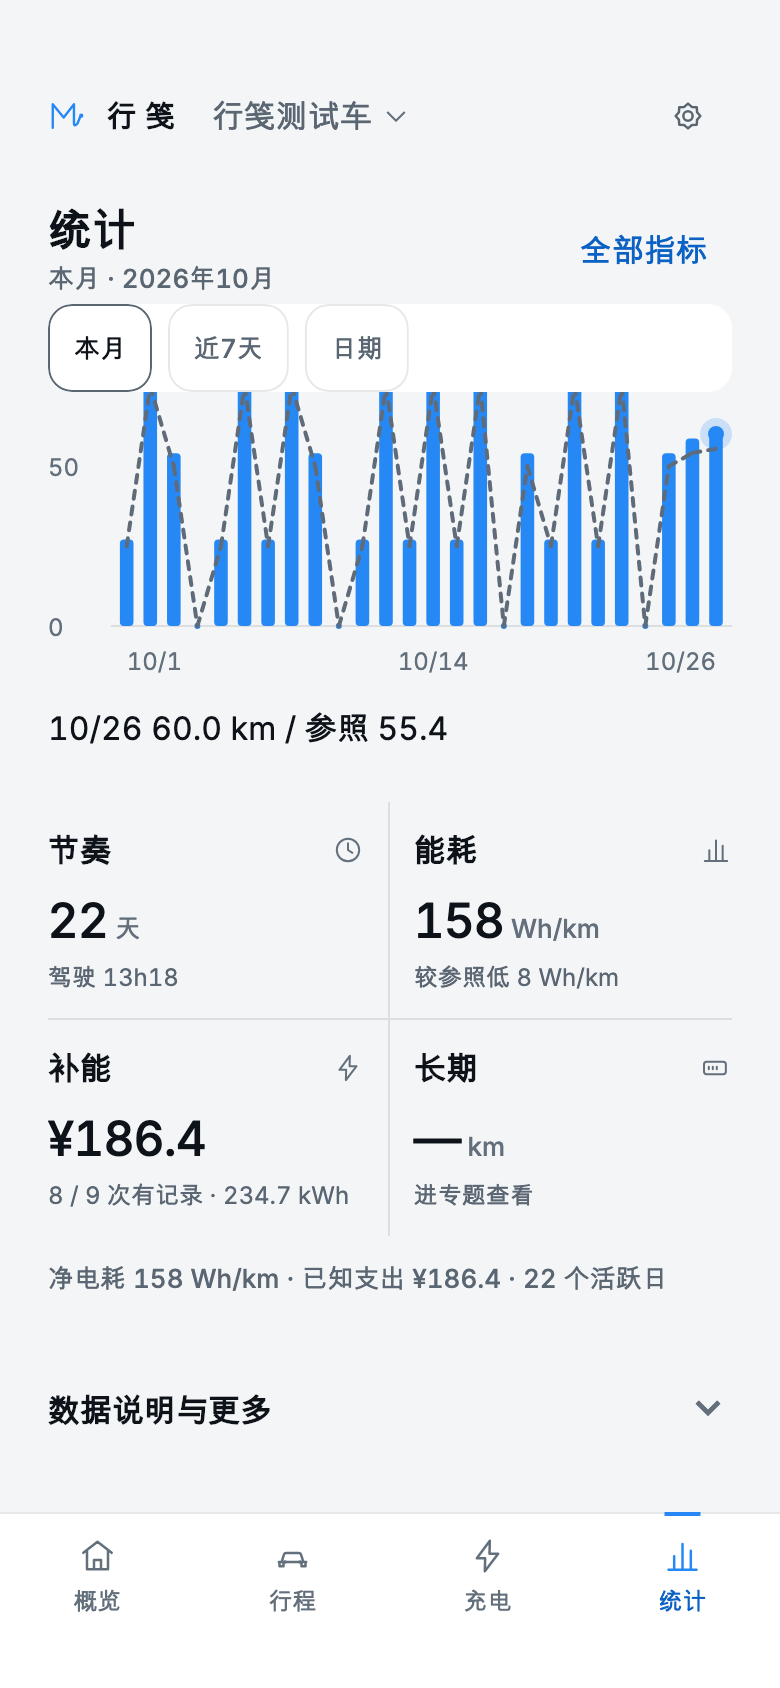 行笺 行笺测试车
统计
全部指标
本月 · 2026年10月
本月 近7天 日期
50
0
10/1 10/14 10/26
10/26 60.0 km / 参照 55.4
节奏
22 天
驾驶 13h18
能耗
158 Wh/km
较参照低 8 Wh/km
补能
¥186.4
8 / 9 次有记录 · 234.7 kWh
长期
— km
进专题查看
净电耗 158 Wh/km · 已知支出 ¥186.4 · 22 个活跃日
数据说明与更多
概览 行程 充电 统计